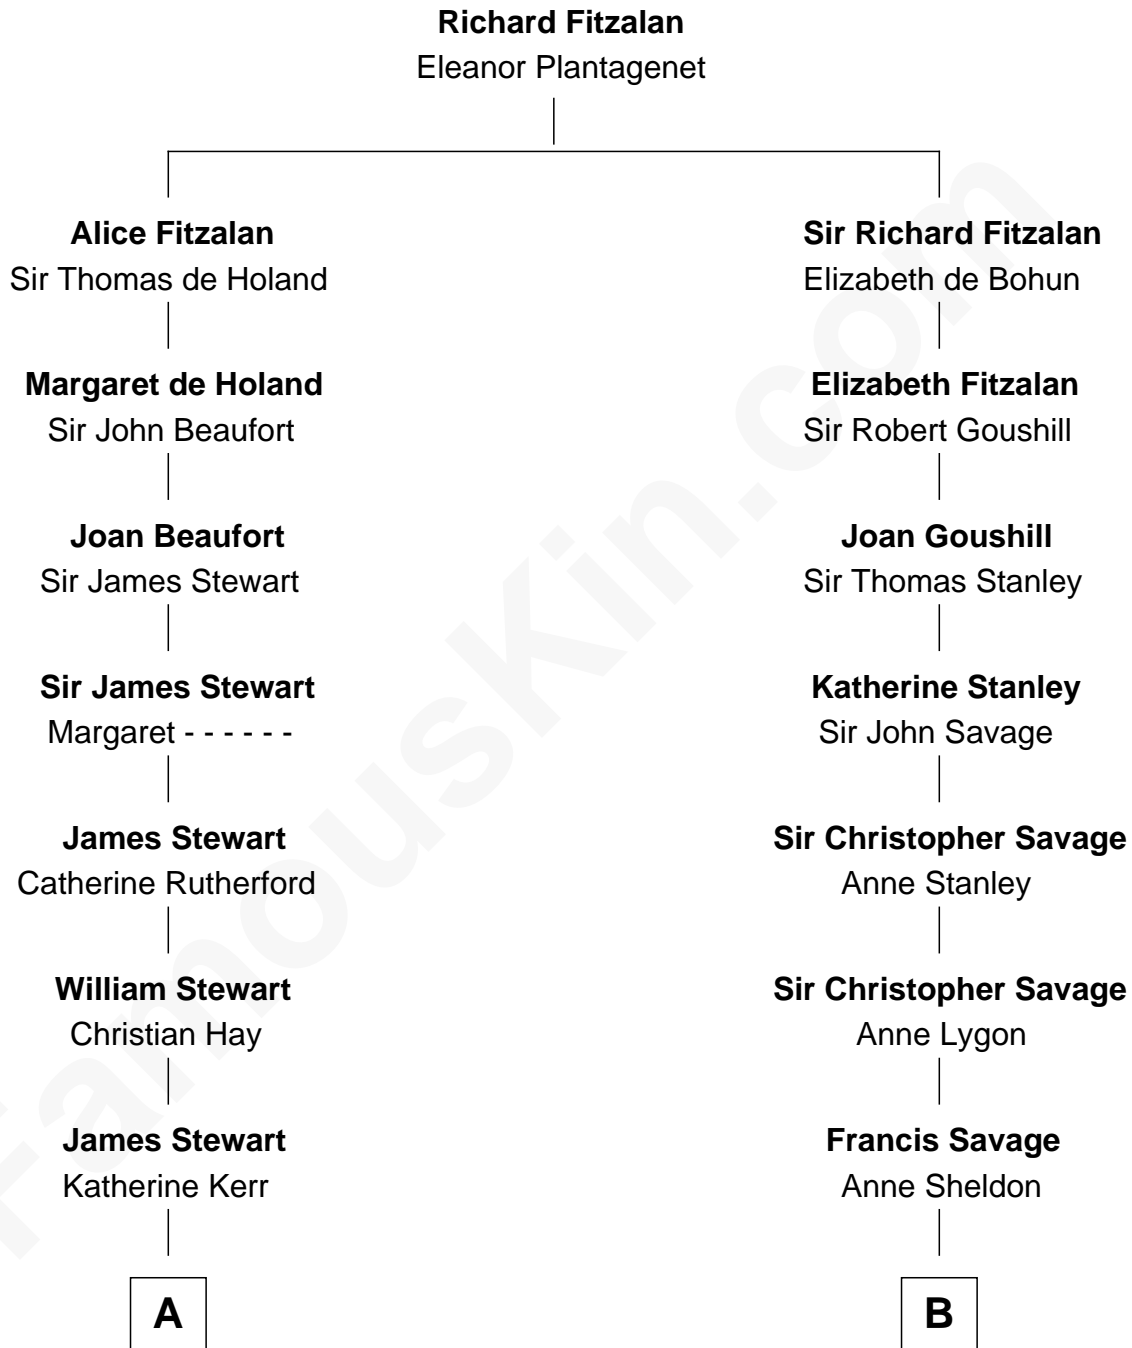 Richard Fitzalan
Eleanor Plantagenet
Alice Fitzalan
Sir Thomas de Holand
Sir Richard Fitzalan
Elizabeth de Bohun
Margaret de Holand
Sir John Beaufort
Elizabeth Fitzalan
Sir Robert Goushill
Joan Beaufort
Sir James Stewart
Joan Goushill
Sir Thomas Stanley
Sir James Stewart
Margaret - - - - - -
Katherine Stanley
Sir John Savage
James Stewart
Catherine Rutherford
Sir Christopher Savage
Anne Stanley
William Stewart
Christian Hay
Sir Christopher Savage
Anne Lygon
James Stewart
Katherine Kerr
Francis Savage
Anne Sheldon
A
B
FamousKin.com